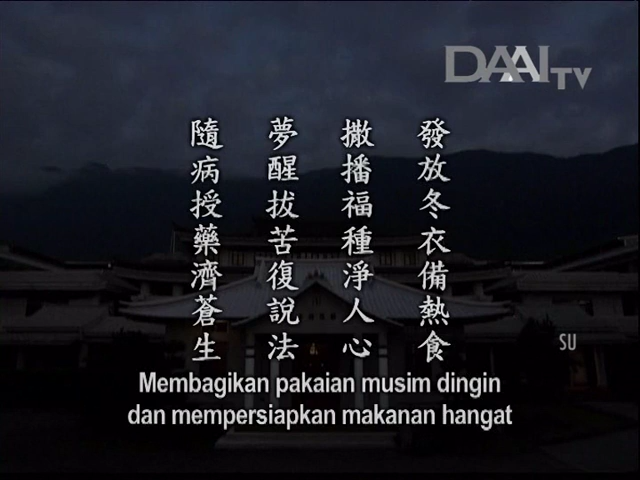 DAAI TV
發放冬衣備熱食
撒播福種淨人心
夢醒拔苦復說法
隨病授藥濟蒼生
SU
Membagikan pakaian musim dingin
dan mempersiapkan makanan hangat